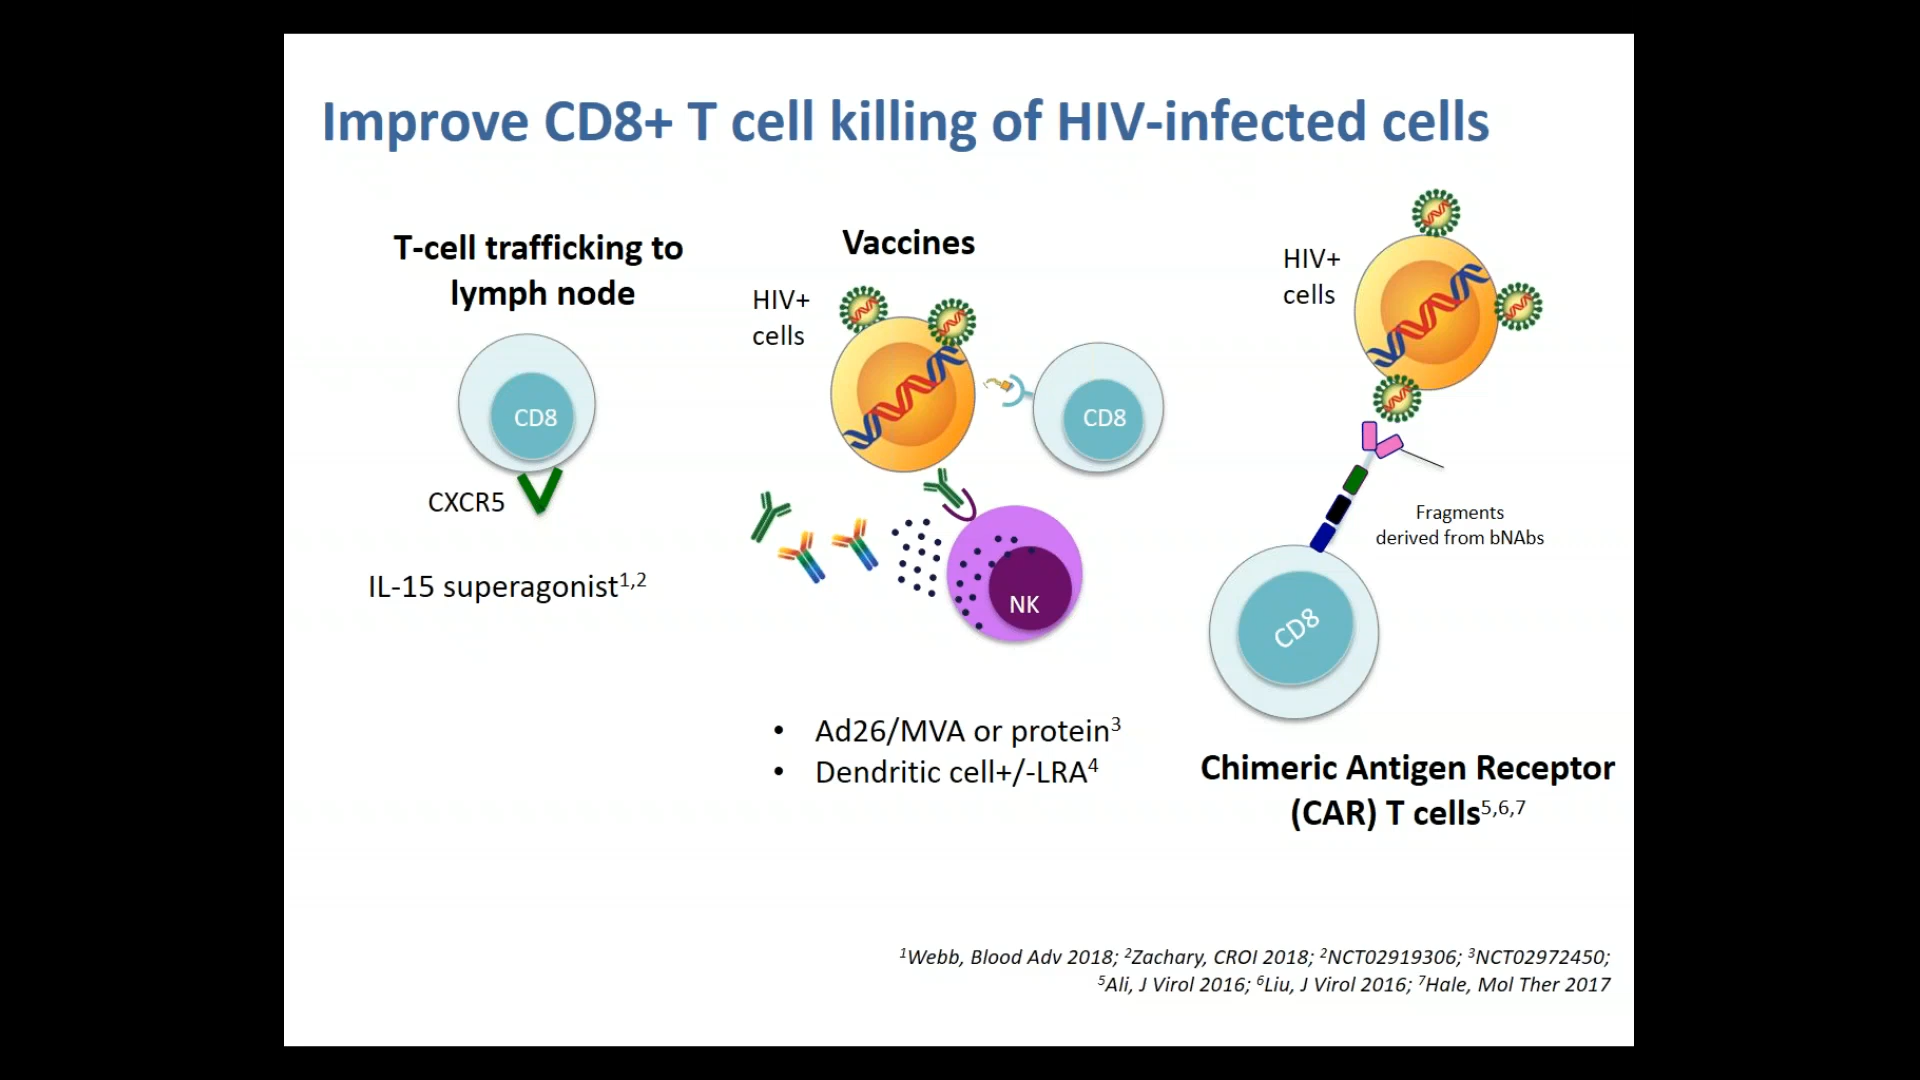 Improve CD8+ T cell killing of HIV-infected cells
T-cell trafficking to
lymph node
CD8
CXCR5
IL-15 superagonist1,2
Vaccines
HIV+
cells
CD8
NK
• Ad26/MVA or protein3
• Dendritic cell+/-LRA4
HIV+
cells
Fragments
derived from bNAbs
CD8
Chimeric Antigen Receptor
(CAR) T cells5,6,7
1Webb, Blood Adv 2018; 2Zachary, CROI 2018; 2NCT02919306; 3NCT02972450;
5Ali, J Virol 2016; 6Liu, J Virol 2016; 7Hale, Mol Ther 2017